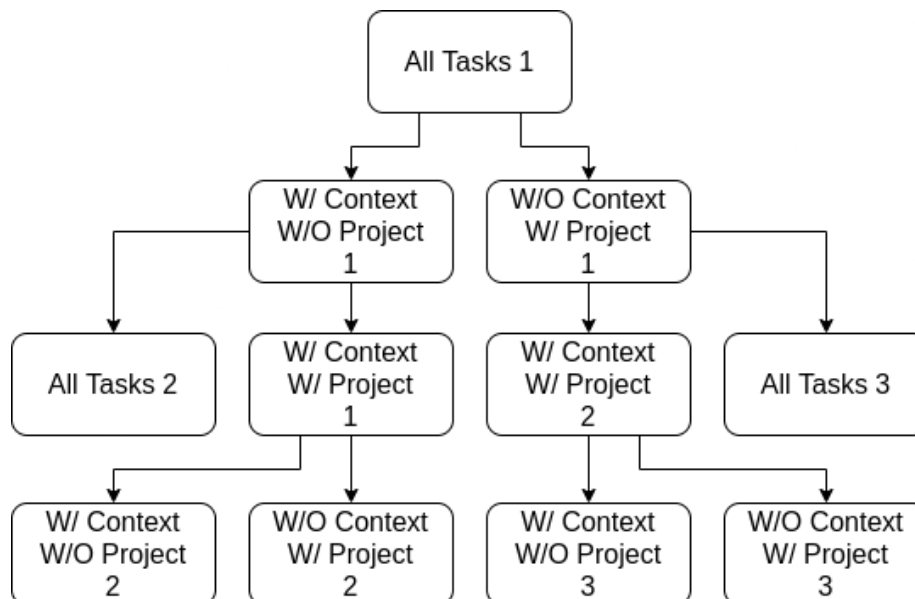 All Tasks 1
W/ Context
W/O Project
1
W/O Context
W/ Project
1
All Tasks 2
W/ Context
W/ Project
1
W/ Context
W/ Project
2
All Tasks 3
W/ Context
W/O Project
2
W/O Context
W/ Project
2
W/ Context
W/O Project
3
W/O Context
W/ Project
3